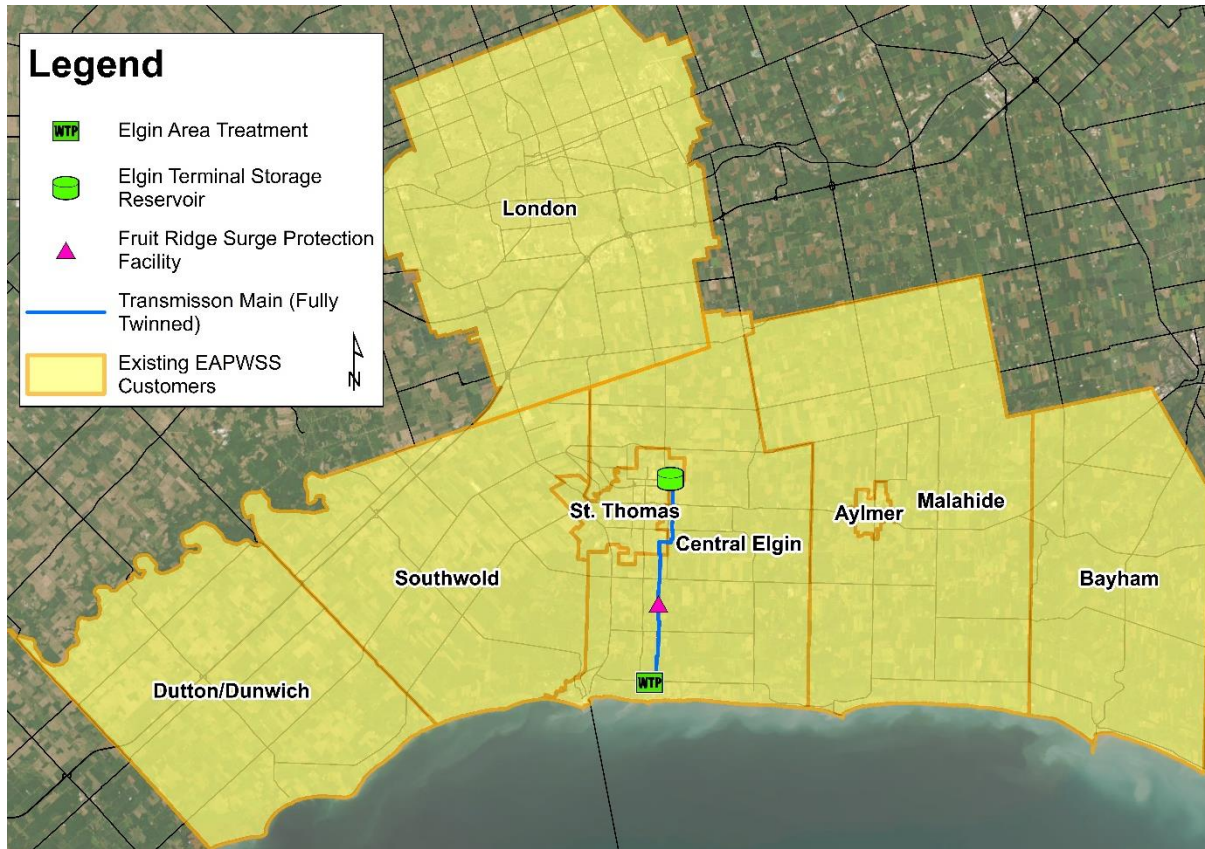 Legend
WTP
Elgin Area Treatment
Elgin Terminal Storage
Reservoir
Fruit Ridge Surge Protection
Facility
Transmisson Main (Fully
Twinned)
N
Existing EAPWSS
Customers
London
St. Thomas
Aylmer
Malahide
Central Elgin
Southwold
Bayham
Dutton/Dunwich
WTP